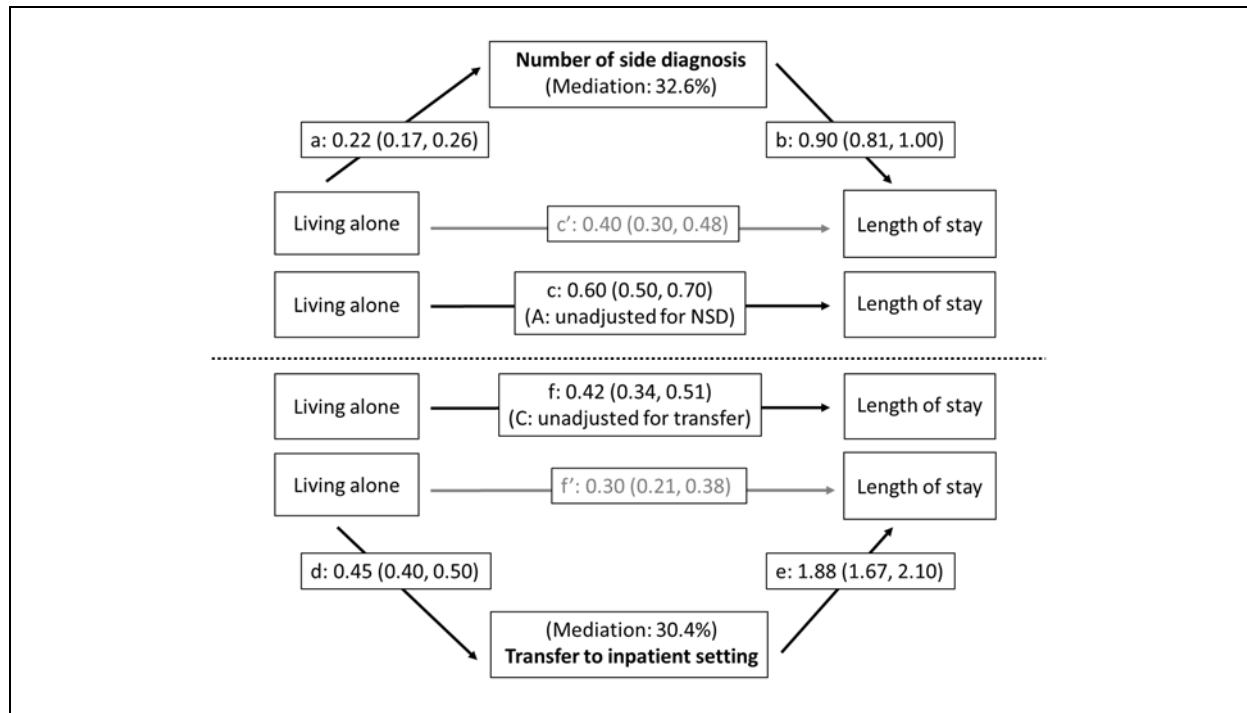 Number of side diagnosis
(Mediation: 32.6%)
a: 0.22 (0.17, 0.26)
b: 0.90 (0.81, 1.00)
Living alone
c’: 0.40 (0.30, 0.48)
Length of stay
Living alone
c: 0.60 (0.50, 0.70)
(A: unadjusted for NSD)
Length of stay
Living alone
f: 0.42 (0.34, 0.51)
(C: unadjusted for transfer)
Length of stay
Living alone
f’: 0.30 (0.21, 0.38)
Length of stay
d: 0.45 (0.40, 0.50)
e: 1.88 (1.67, 2.10)
(Mediation: 30.4%)
Transfer to inpatient setting